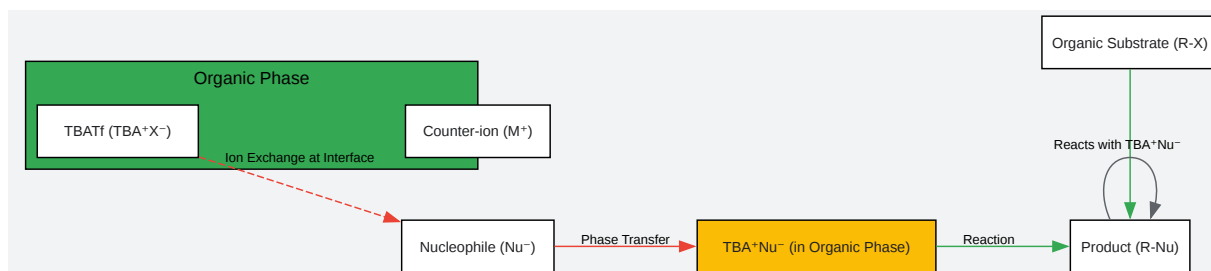 Organic Substrate (R-X)
Organic Phase
TBATf (TBA⁺X⁻)
Counter-ion (M⁺)
Reacts with TBA⁺Nu⁻
Ion Exchange at Interface
Nucleophile (Nu⁻)
Phase Transfer
TBA⁺Nu⁻ (in Organic Phase)
Reaction
Product (R-Nu)